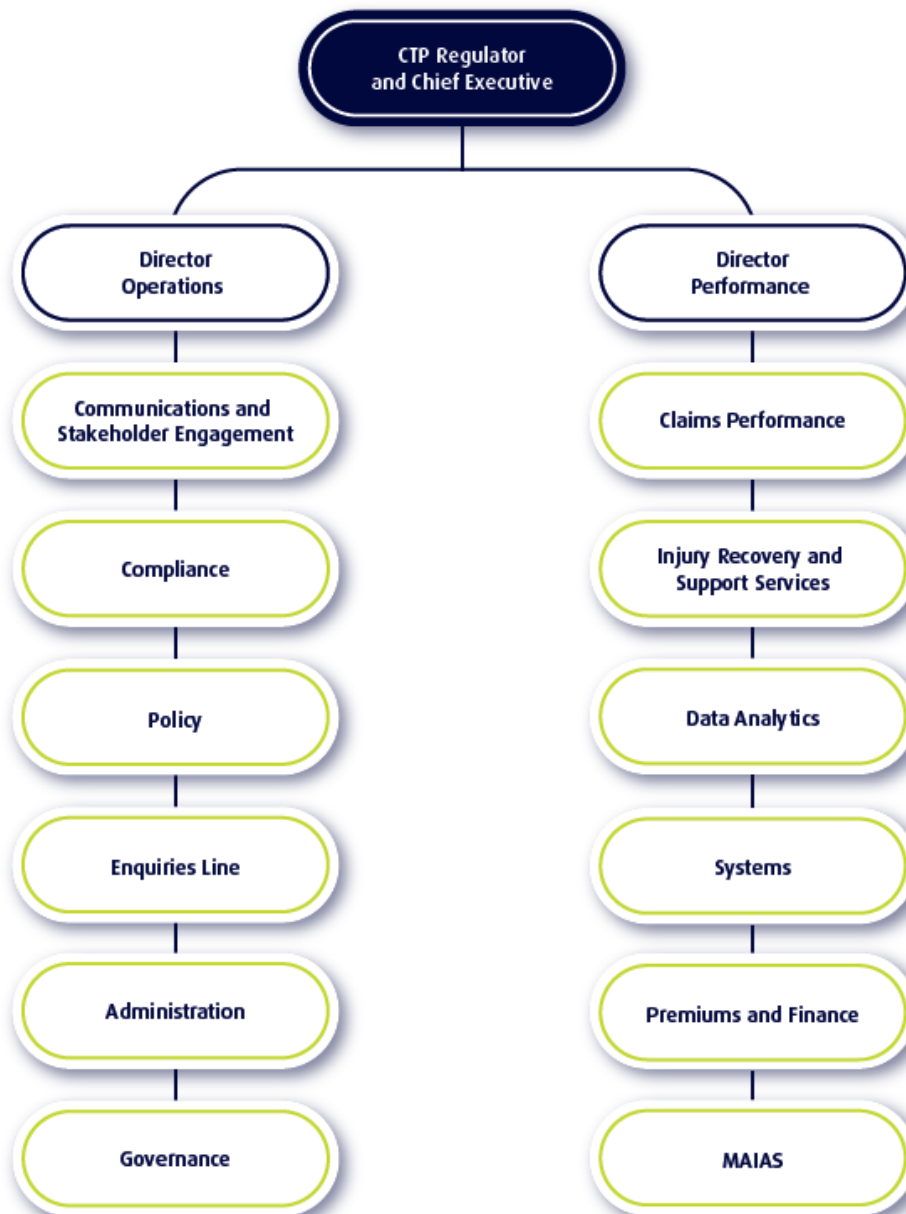 CTP Regulator
and Chief Executive
Director
Operations
Communications and
Stakeholder Engagement
Compliance
Policy
Enquiries Line
Administration
Governance
Director
Performance
Claims Performance
Injury Recovery and
Support Services
Data Analytics
Systems
Premiums and Finance
MAIAS